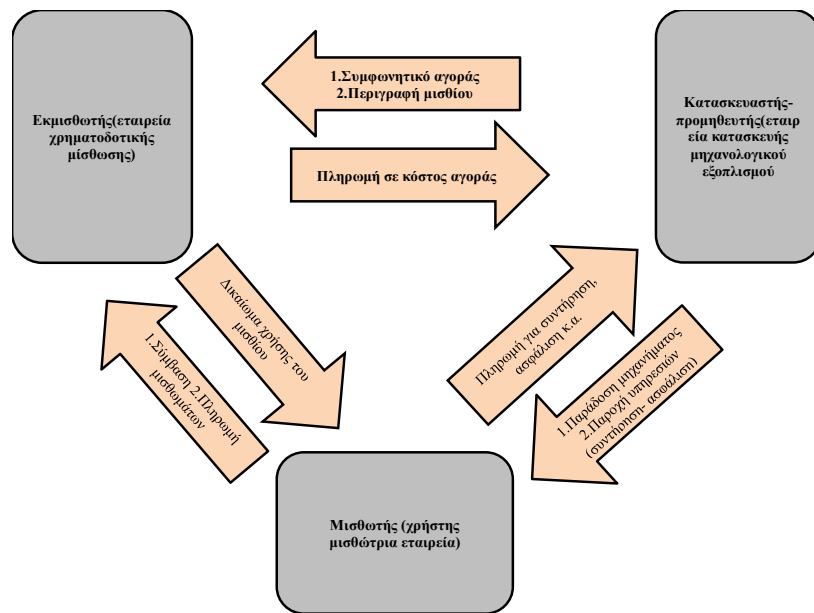 1.Συμφωνητικό αγοράς
2.Περιγραφή μισθίου
Εκμισθωτής(εταιρεία
χρηματοδοτικής
μίσθωσης)
Κατασκευαστής-
προμηθευτής(εταιρ
εία κατασκευής
μηχανολογικού
εξοπλισμού
Πληρωμή σε κόστος αγοράς
Δικαίωμα χρήσης του
μισθίου
1.Σύμβαση 2.Πληρωμή
μισθωμάτων
Πληρωμή για συντήρηση,
ασφάλιση κ.α.
1.Παράδοση μηχανήματος
2.Παροχή υπηρεσιών
(συντήρηση- ασφάλιση)
Μισθωτής (χρήστης
μισθώτρια εταιρεία)